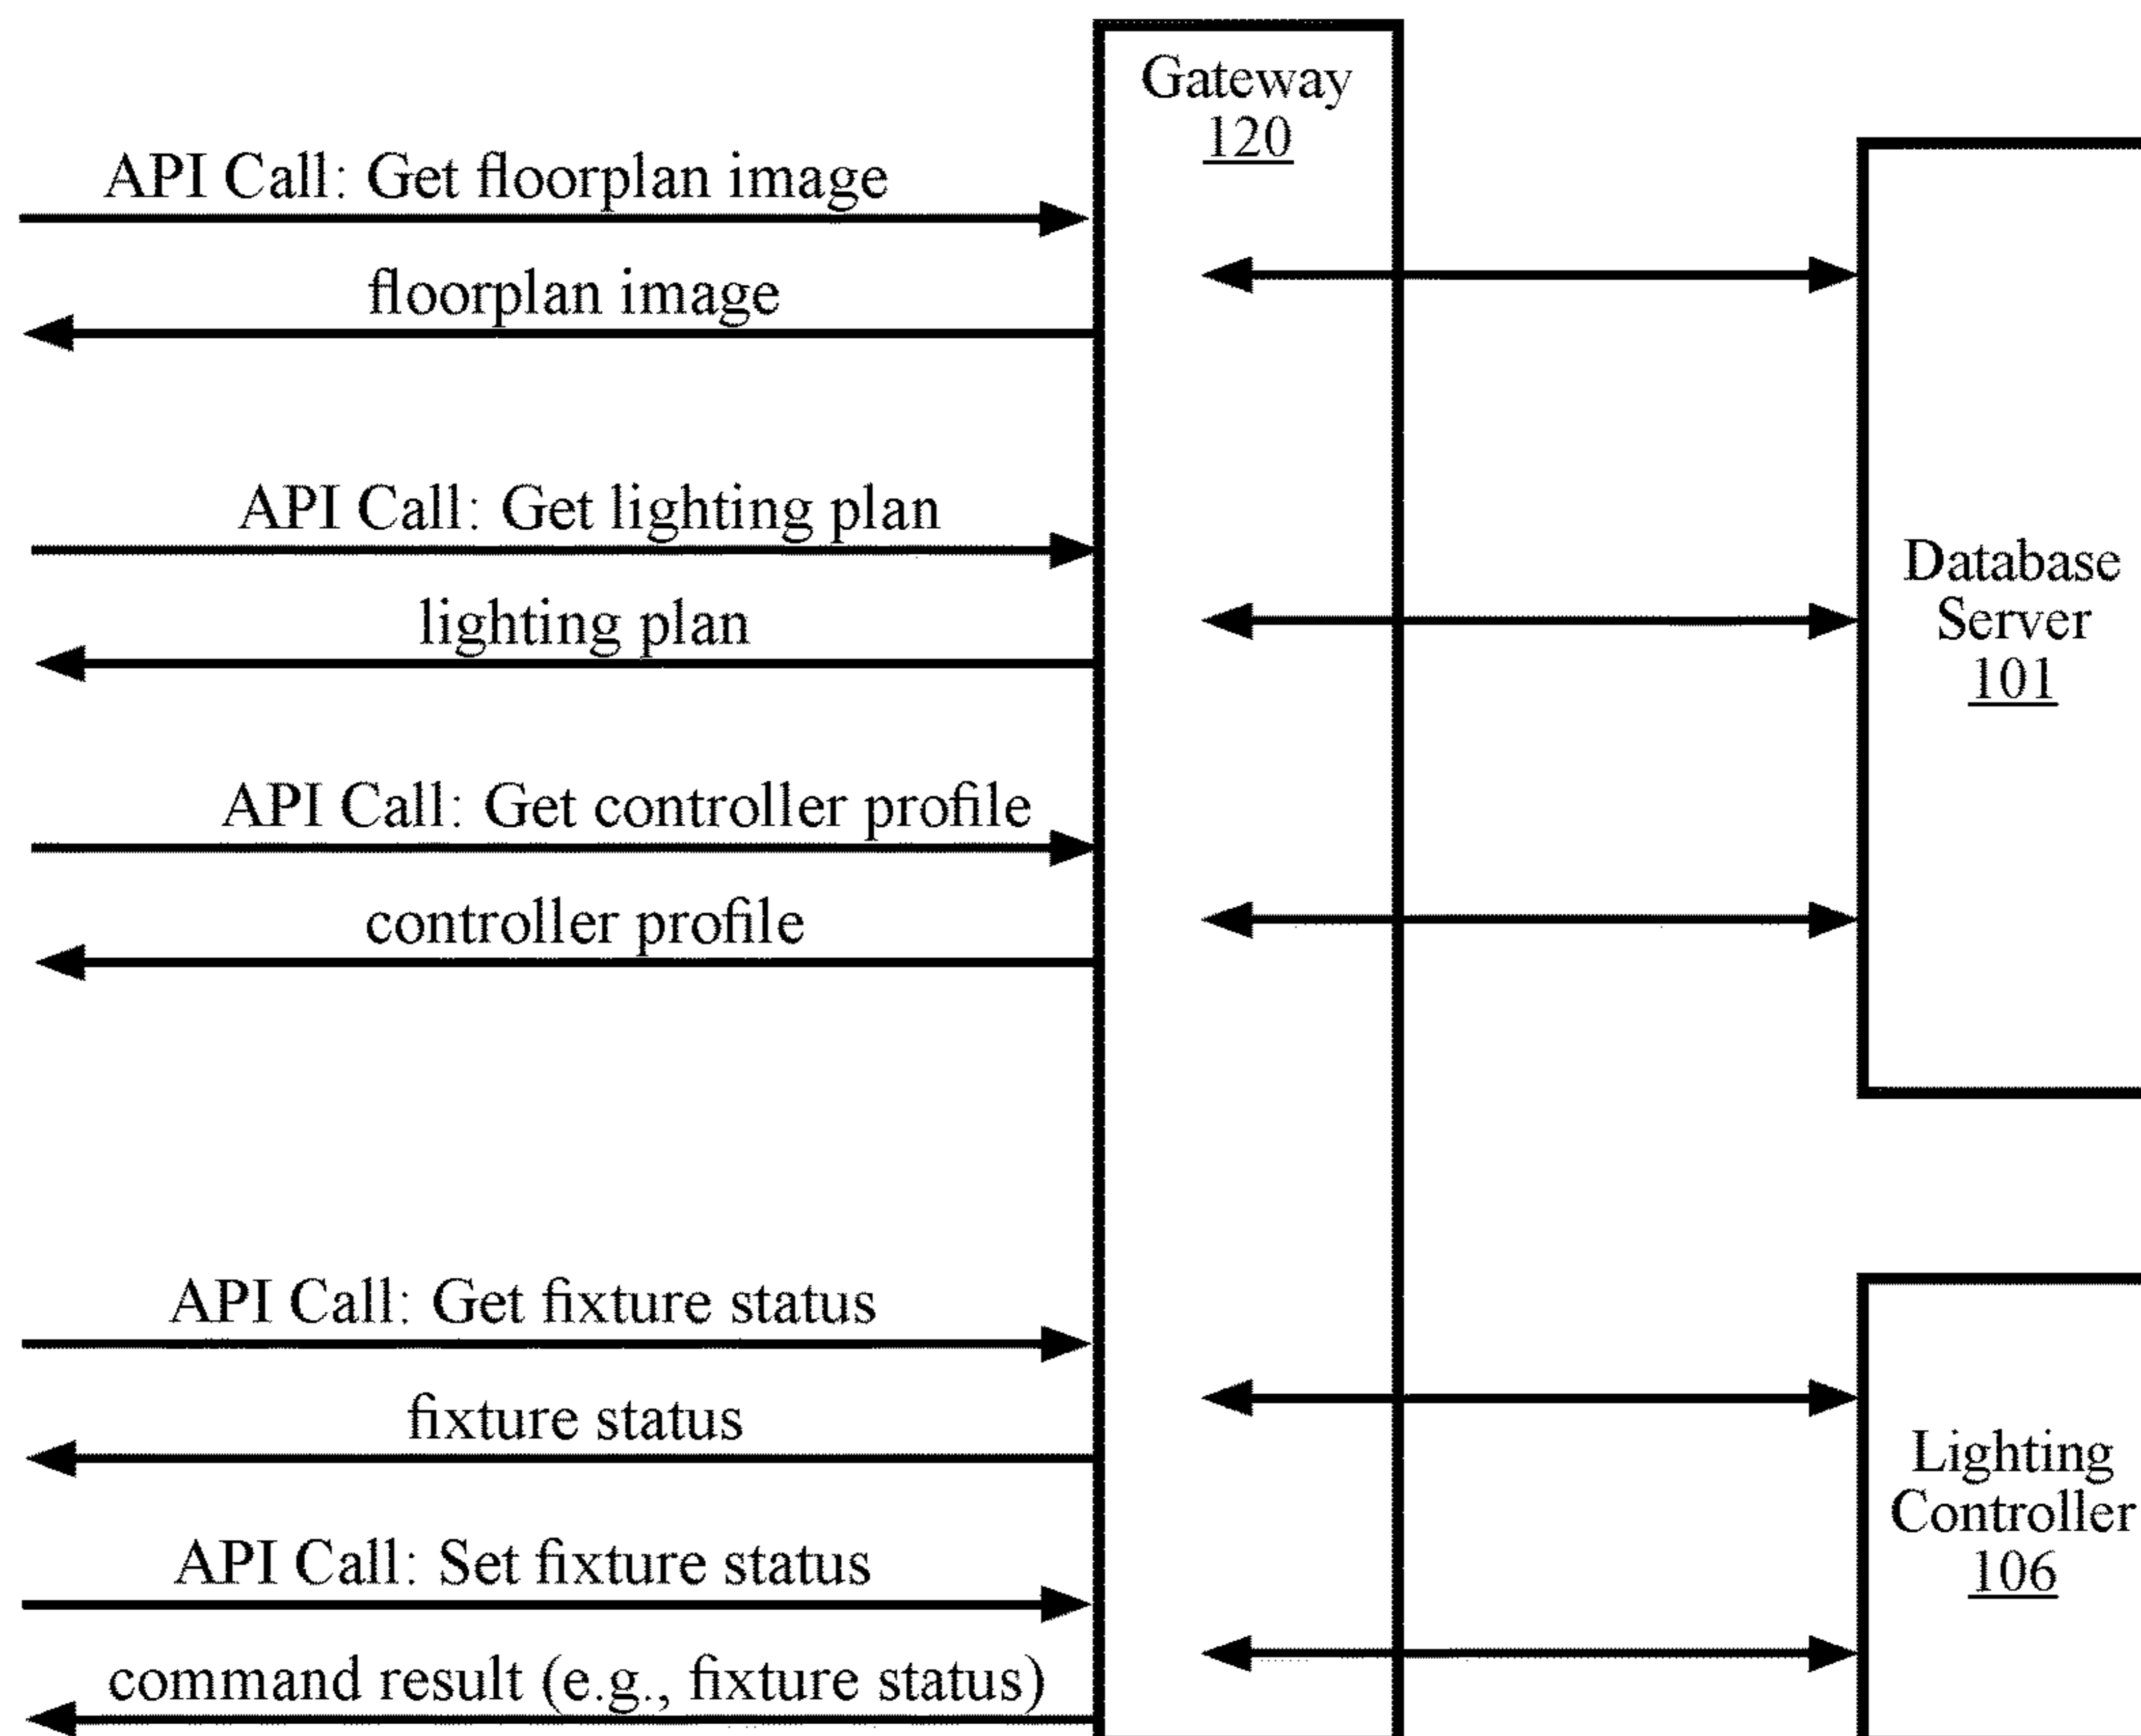 Gateway
120
API Call: Get floorplan image
floorplan image
API Call: Get lighting plan
lighting plan
Database
Server
101
API Call: Get controller profile
controller profile
API Call: Get fixture status
fixture status
Lighting
Controller
106
API Call: Set fixture status
command result (e.g., fixture status)